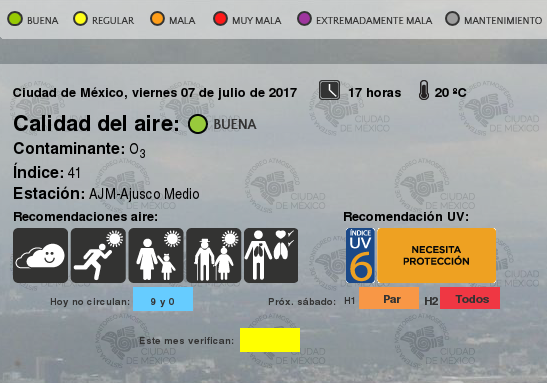 BUENA REGULAR MALA MUY MALA EXTREMADAMENTE MALA MANTENIMIENTO
Ciudad de México, viernes 07 de julio de 2017 17 horas 20 ºC
Calidad del aire: BUENA
Contaminante: O3
Índice: 41
Estación: AJM-Ajusco Medio
Recomendaciones aire: Recomendación UV:
ÍNDICE
UV
6
NECESITA
PROTECCIÓN
Hoy no circulan: 9 y 0 Próx. sábado: H1 Par H2 Todos
Este mes verifican:
CIUDAD
DE MÉXICO